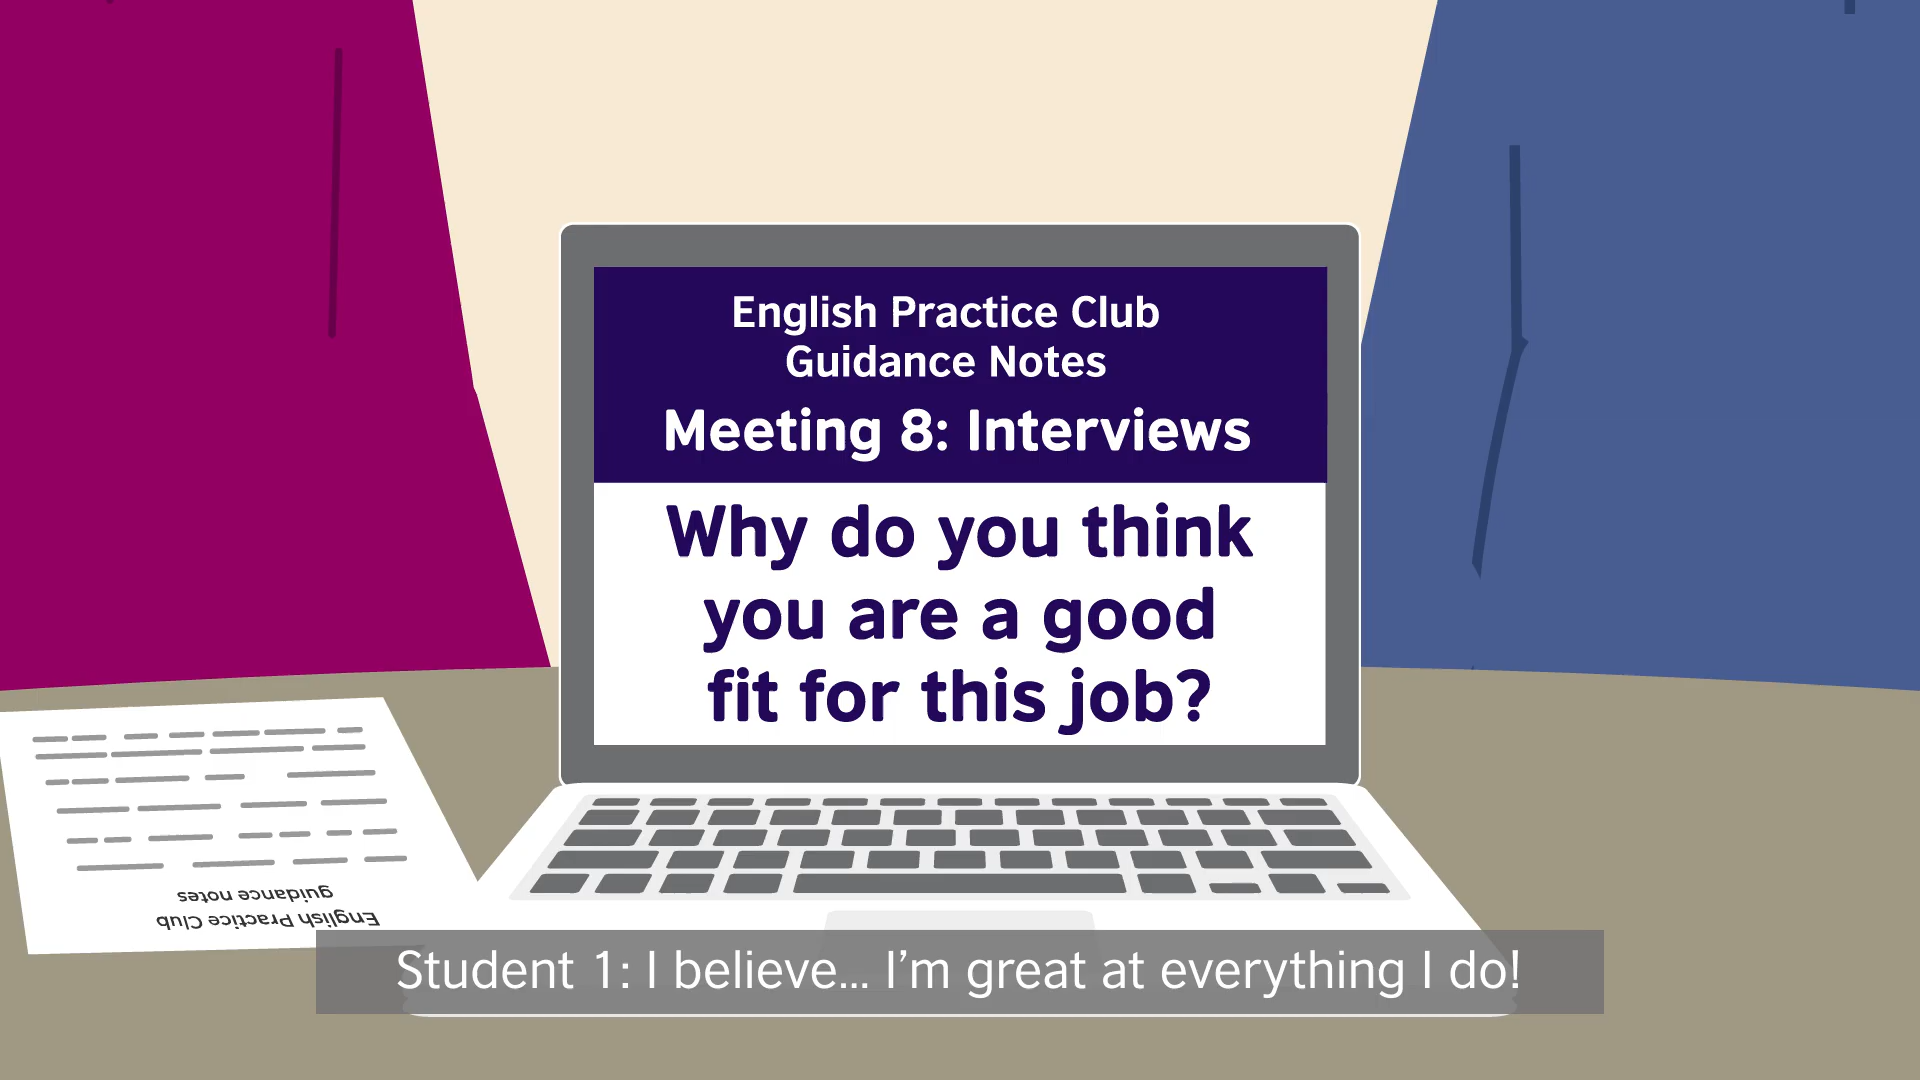 English Practice Club
Guidance Notes
Meeting 8: Interviews
Why do you think
you are a good
fit for this job?
English Practice Club
guidance notes
Student 1: I believe... I’m great at everything I do!